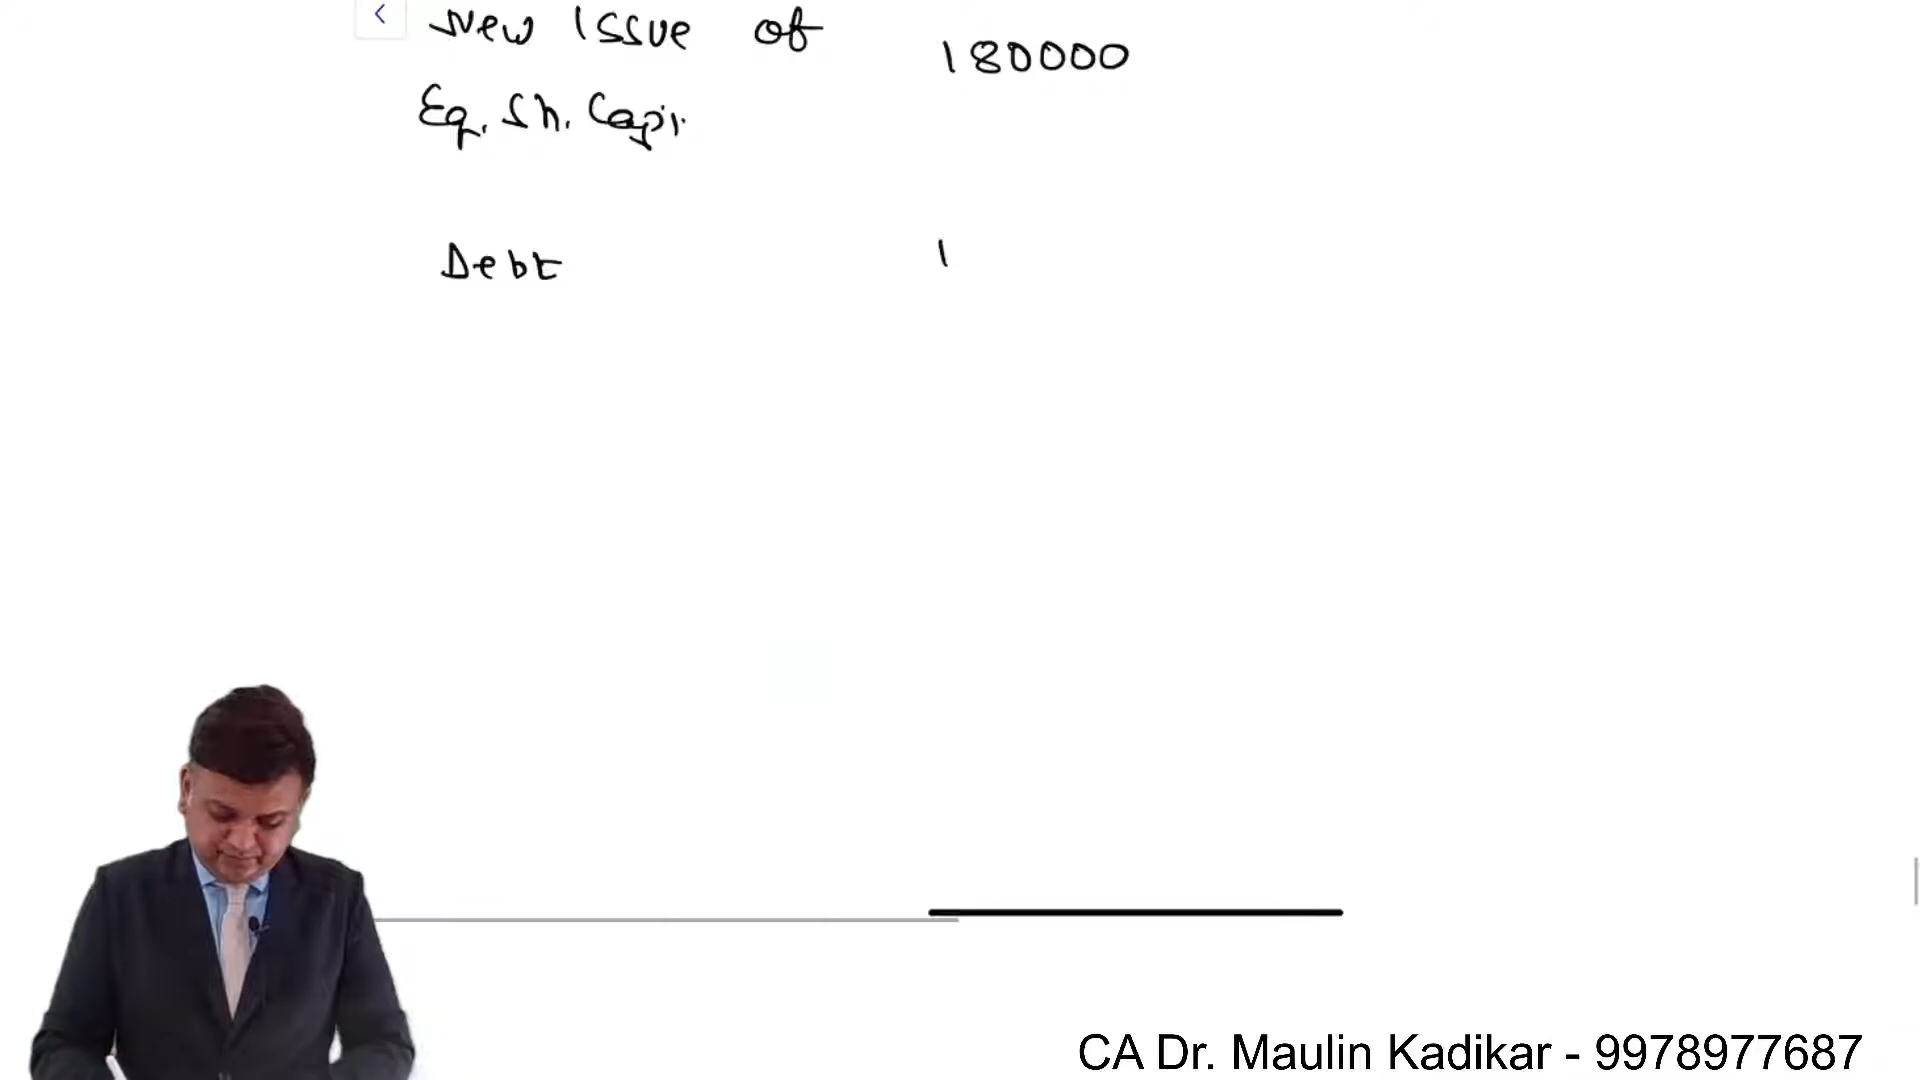 New Issue of 180000
Eq. Sh. Capi.
Debt 1
CA Dr. Maulin Kadikar - 9978977687